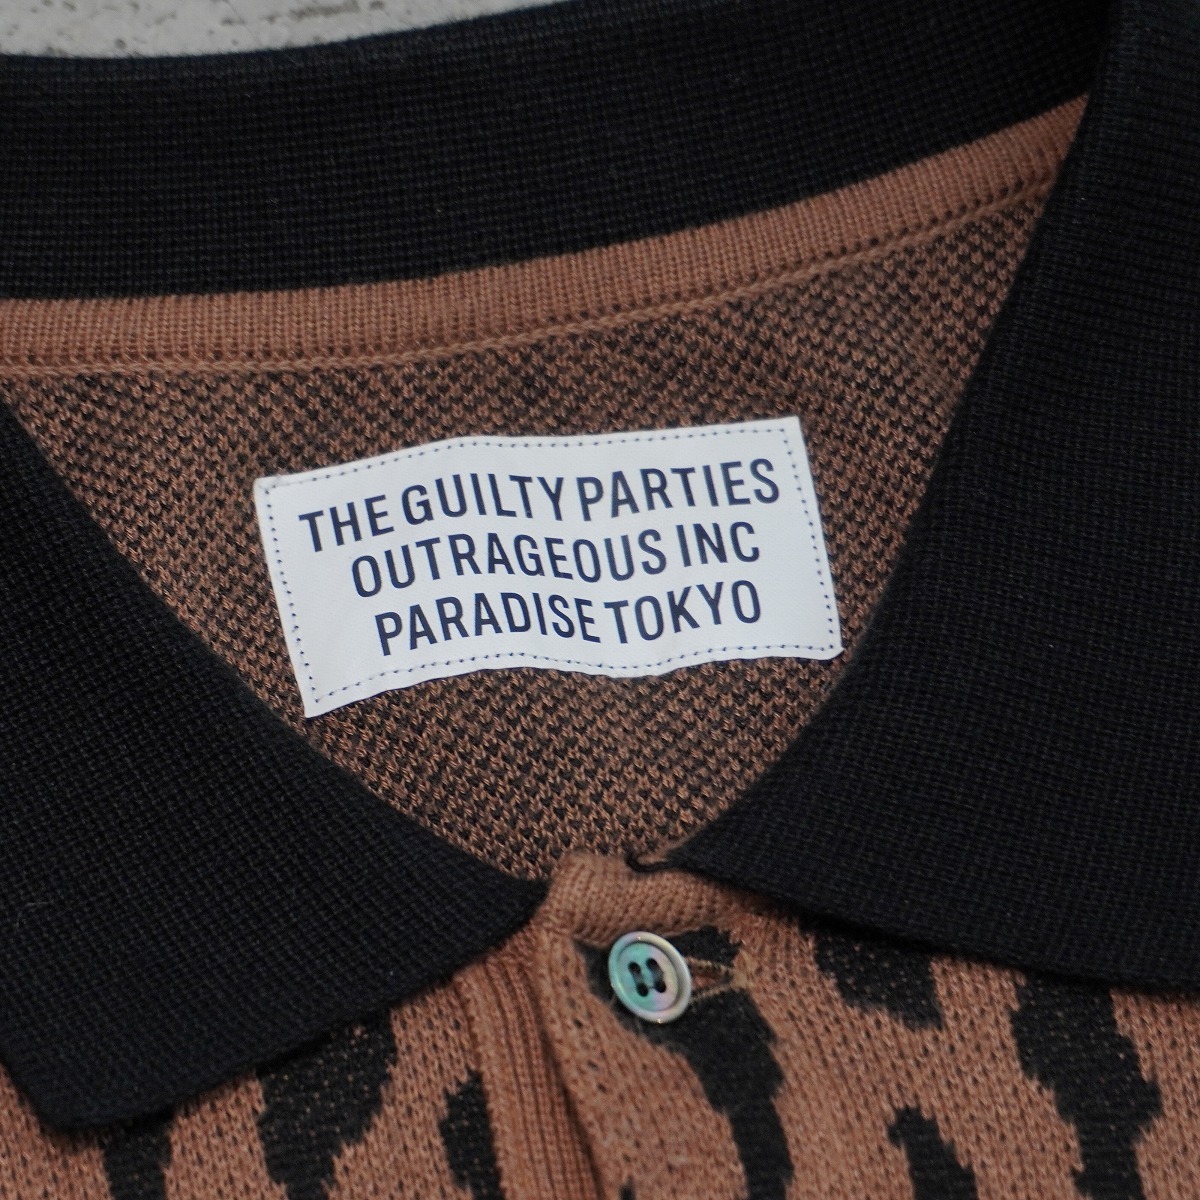 THE GUILTY PARTIES
OUTRAGEOUS INC
PARADISE TOKYO